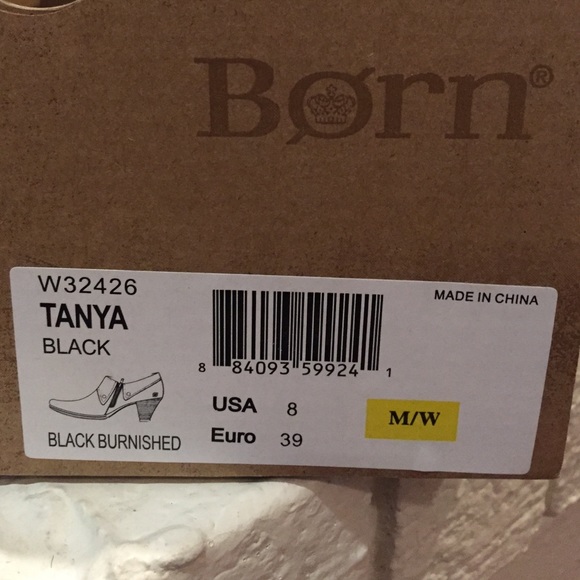 Børn®
W32426
MADE IN CHINA
TANYA
BLACK
8 84093 59924 1
USA 8
M/W
Euro 39
BLACK BURNISHED